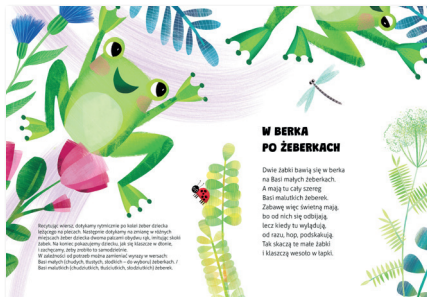 W BERKA
PO ŻEBERKACH
Dwie żabki bawią się w berka
na Basi małych żeberkach.
A mają tu cały szereg
Basi malutkich żeberek.
Zabawę więc świetną mają,
bo od nich się odbijają,
lecz kiedy tu wylądują,
od razu, hop, podskakują.
Tak skaczą te małe żabki
i klaszczą wesoło w łapki.
Recytując wiersz, dotykamy rytmicznie po kolei żeber dziecka
leżącego na plecach. Następnie dotykamy na zmianę w różnych
miejscach żeber dziecka dwoma palcami obydwu rąk, imitując skoki
żabek. Na koniec pokazujemy dziecku, jak się klaszcze w dłonie,
i zachęcamy, żeby zrobiło to samodzielnie.
W zależności od potrzeb można zamieniać wyrazy w wersach:
Basi małych (chudych, tłustych, słodkich – do wyboru) żeberkach. /
Basi malutkich (chudziutkich, tłuściutkich, słodziutkich) żeberek.